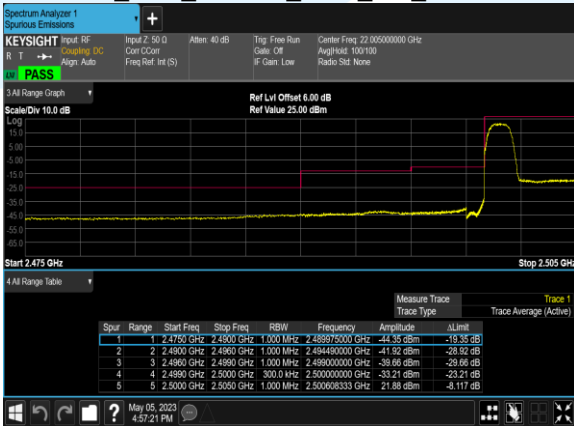 Spectrum Analyzer 1
Spurious Emissions
+
KEYSIGHT Input: RF Input Z: 50 Ω Atten: 40 dB Trig: Free Run Center Freq: 22.005000000 GHz
R T Coupling: DC Corr CCorr Gate: Off Avg|Hold: 100/100
Align: Auto Freq Ref: Int (S) IF Gain: Low Radio Std: None
PASS
3 All Range Graph
Ref Lvl Offset 6.00 dB
Scale/Div 10.0 dB Ref Value 25.00 dBm
Log
15.0
5.00
-5.00
-15.0
-25.0
-35.0
-45.0
-55.0
-65.0
Start 2.475 GHz Stop 2.505 GHz
4 All Range Table
Measure Trace Trace 1
Trace Type Trace Average (Active)
Spur Range Start Freq Stop Freq RBW Frequency Amplitude ΔLimit
1 1 2.4750 GHz 2.4900 GHz 1.000 MHz 2.489975000 GHz -44.35 dBm -19.35 dB
2 2 2.4900 GHz 2.4960 GHz 1.000 MHz 2.494490000 GHz -41.92 dBm -28.92 dB
3 3 2.4960 GHz 2.4990 GHz 1.000 MHz 2.499000000 GHz -39.66 dBm -29.66 dB
4 4 2.4990 GHz 2.5000 GHz 300.0 kHz 2.500000000 GHz -33.21 dBm -23.21 dB
5 5 2.5000 GHz 2.5050 GHz 1.000 MHz 2.500608333 GHz 21.88 dBm -8.117 dB
? May 05, 2023
4:57:21 PM